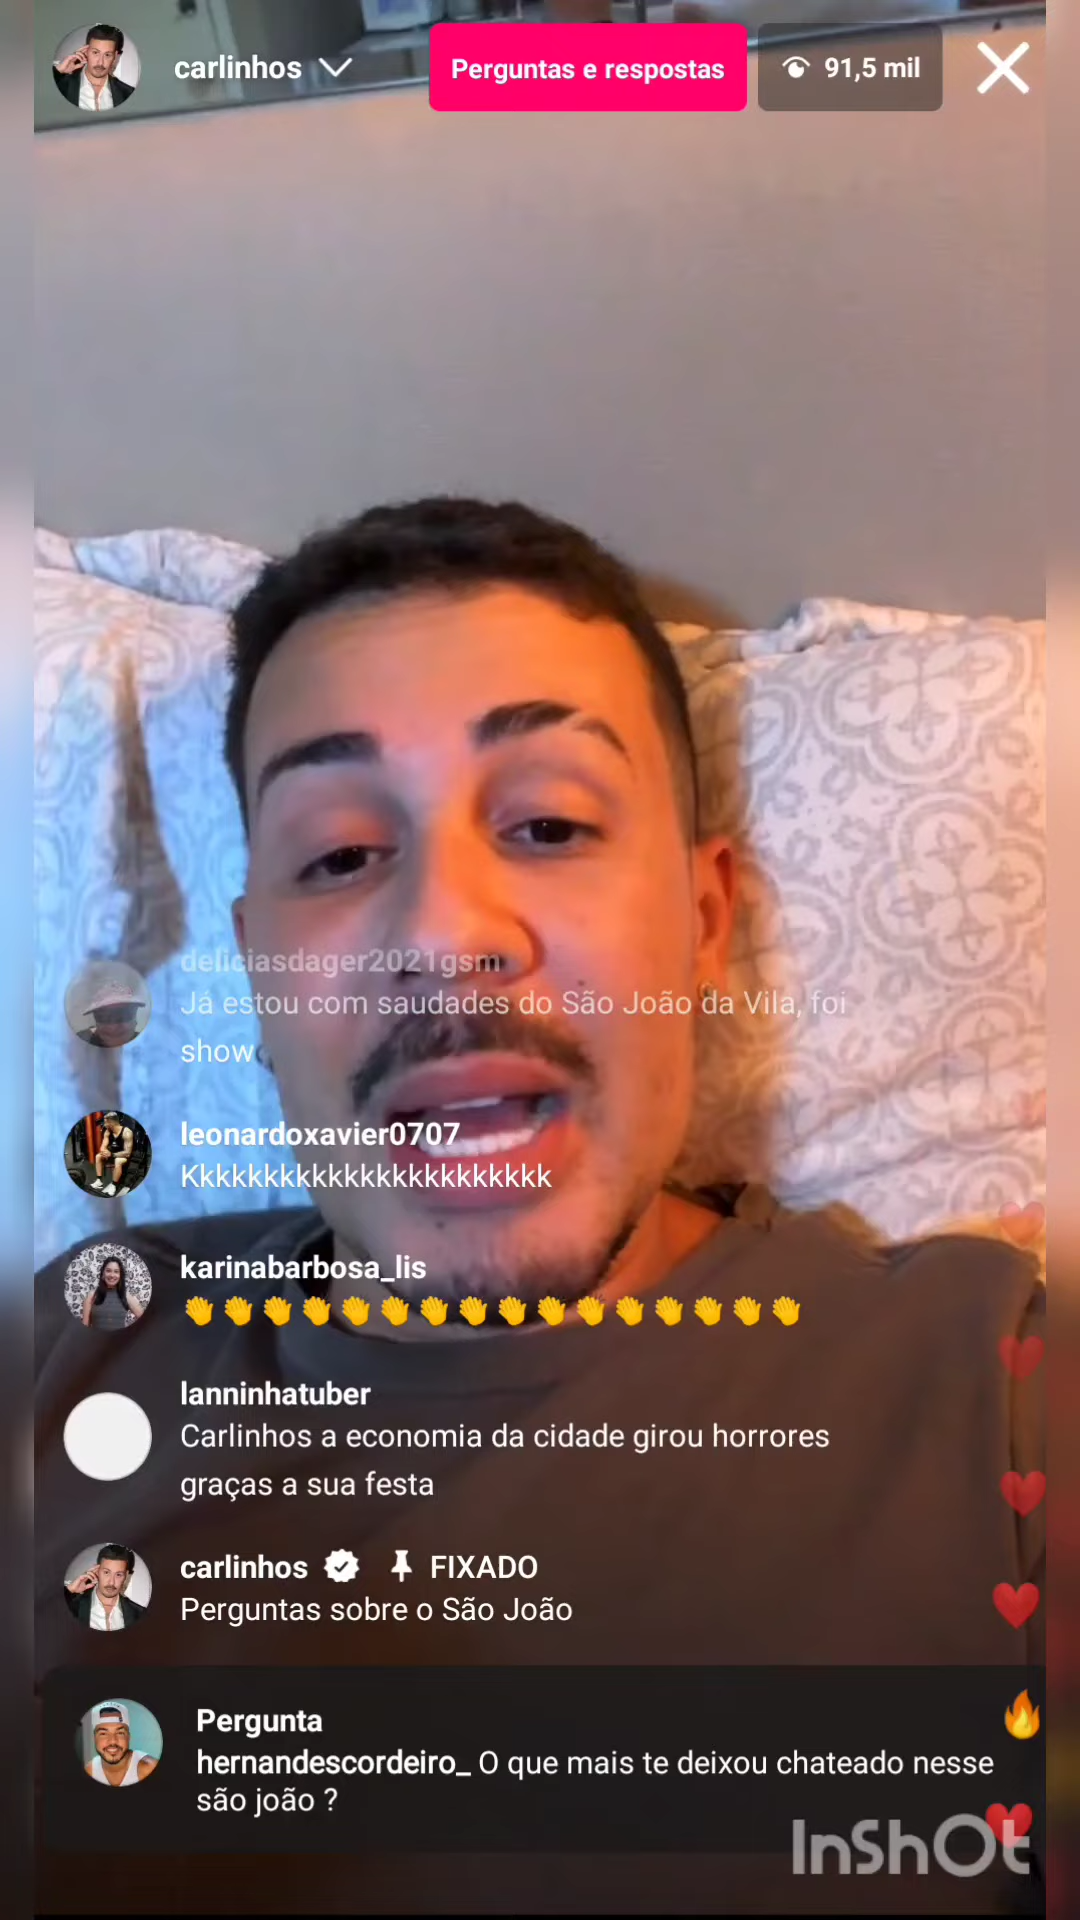 carlinhos
Perguntas e respostas
91,5 mil
deliciasdager2021gsm
Já estou com saudades do São João da Vila, foi
show
leonardoxavier0707
Kkkkkkkkkkkkkkkkkkkkkkk
karinabarbosa_lis
👏👏👏👏👏👏👏👏👏👏👏👏👏👏👏👏
lanninhatuber
Carlinhos a economia da cidade girou horrores
graças a sua festa
carlinhos FIXADO
Perguntas sobre o São João
Pergunta
hernandescordeiro_ O que mais te deixou chateado nesse
são joão ?
InShOt